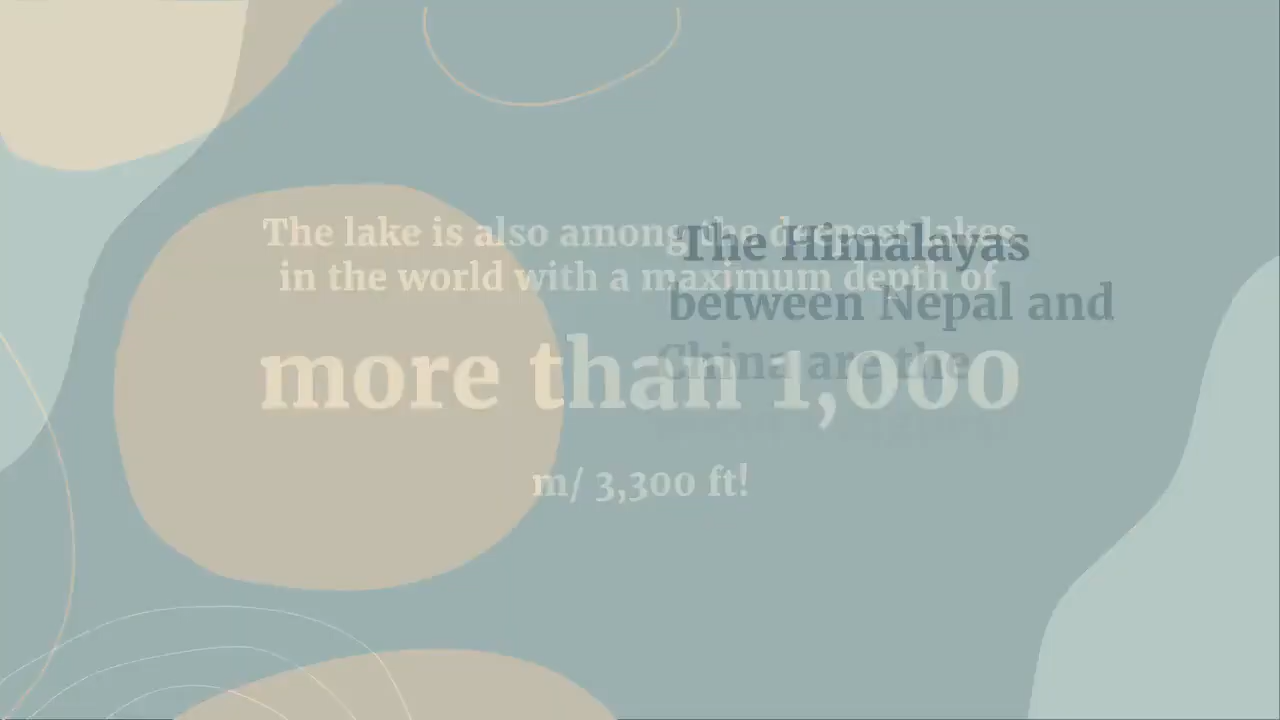 The lake is also among the deepest lakes
in the world with a maximum depth of
more than 1,000
m/ 3,300 ft!
The Himalayas
between Nepal and
China are the